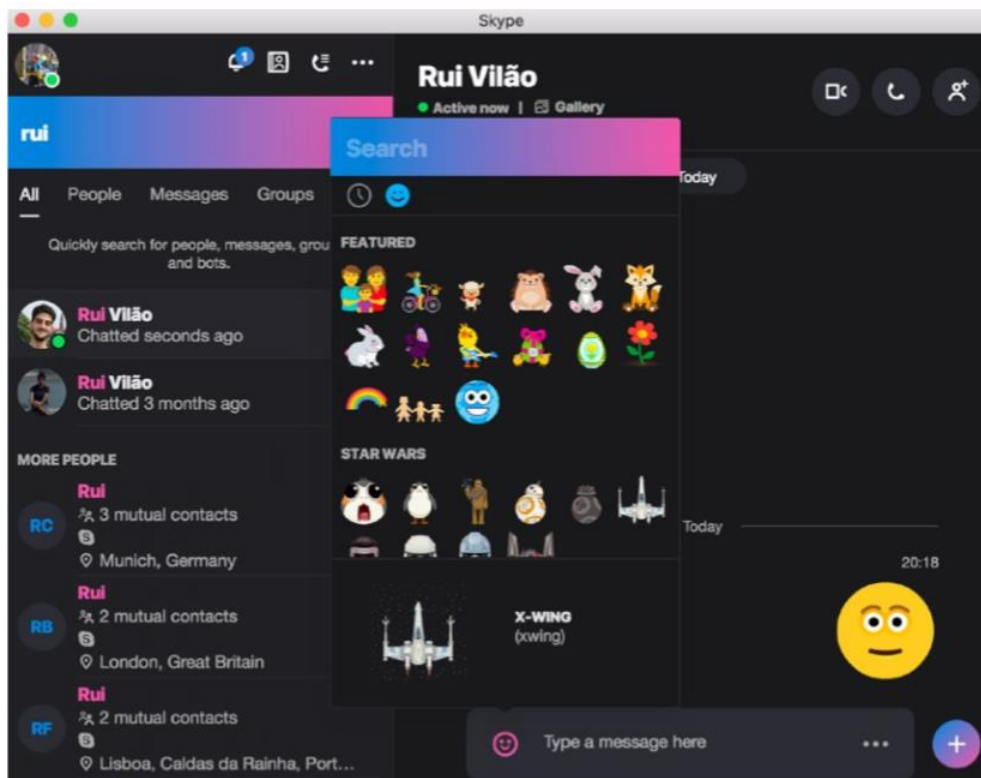 Skype
1
rui
All People Messages Groups
Quickly search for people, messages, grou
and bots.
Rui Vilão
Chatted seconds ago
Rui Vilão
Chatted 3 months ago
MORE PEOPLE
RC
Rui
3 mutual contacts
S
Munich, Germany
RB
Rui
2 mutual contacts
S
London, Great Britain
RF
Rui
2 mutual contacts
S
Lisboa, Caldas da Rainha, Port...
Rui Vilão
Active now | Gallery
Search
FEATURED
STAR WARS
X-WING
(xwing)
Today
Today
20:18
Type a message here